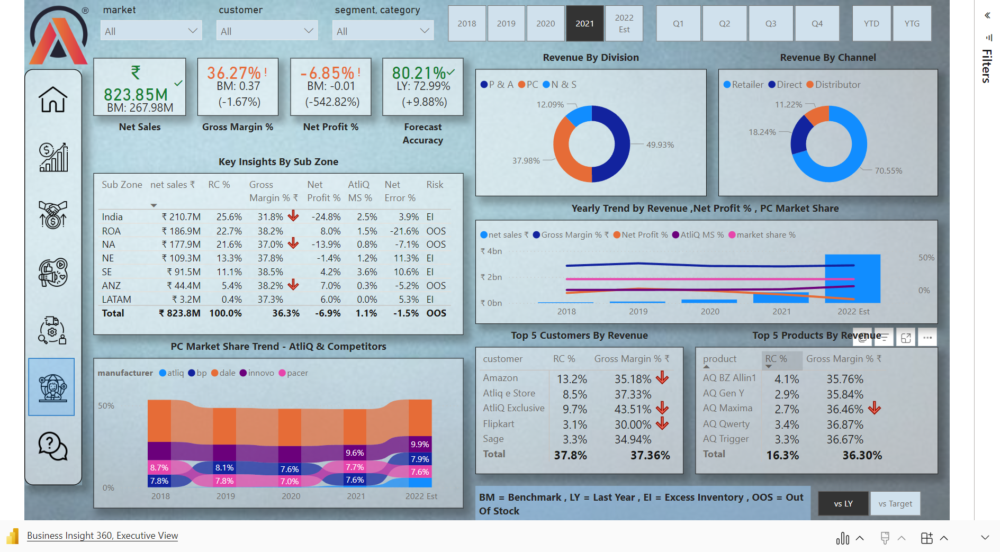 ®
market
customer
segment, category
All
All
All
2018
2019
2020
2021
2022
Est
Q1
Q2
Q3
Q4
YTD
YTG
«
Filters
₹
823.85M
BM: 267.98M
Net Sales
36.27%!
BM: 0.37
(-1.67%)
Gross Margin %
-6.85%!
BM: -0.01
(-542.82%)
Net Profit %
80.21%
LY: 72.99%
(+9.88%)
Forecast
Accuracy
Revenue By Division
P & A PC N & S
12.09%
49.93%
37.98%
Revenue By Channel
Retailer Direct Distributor
11.22%
18.24%
70.55%
Key Insights By Sub Zone
Sub Zone net sales ₹ RC % Gross Margin % ₹ Net Profit % AtliQ MS % Net Error % Risk
India ₹ 210.7M 25.6% 31.8% -24.8% 2.5% 3.9% EI
ROA ₹ 186.9M 22.7% 38.2% 8.0% 1.5% -21.6% OOS
NA ₹ 177.9M 21.6% 37.0% -13.9% 0.8% -7.1% OOS
NE ₹ 109.3M 13.3% 37.8% -1.4% 1.2% 11.3% EI
SE ₹ 91.5M 11.1% 38.5% 4.2% 3.6% 10.6% EI
ANZ ₹ 44.4M 5.4% 38.2% 7.0% 0.3% -5.2% OOS
LATAM ₹ 3.2M 0.4% 37.3% 6.0% 0.0% 5.3% EI
Total ₹ 823.8M 100.0% 36.3% -6.9% 1.1% -1.5% OOS
Yearly Trend by Revenue ,Net Profit % , PC Market Share
net sales ₹ Gross Margin % ₹ Net Profit % AtliQ MS % market share %
₹ 4bn
₹ 2bn
₹ 0bn
50%
0%
2018 2019 2020 2021 2022 Est
PC Market Share Trend - AtliQ & Competitors
manufacturer atliq bp dale innovo pacer
50%
0%
8.7%
7.8%
8.1%
7.8%
7.6%
7.0%
9.6%
7.7%
7.6%
9.9%
7.9%
7.6%
2018 2019 2020 2021 2022 Est
Top 5 Customers By Revenue
customer RC % Gross Margin % ₹
Amazon 13.2% 35.18%
Atliq e Store 8.5% 37.33%
AtliQ Exclusive 9.7% 43.51%
Flipkart 3.1% 30.00%
Sage 3.3% 34.94%
Total 37.8% 37.36%
Top 5 Products By Revenue
product RC % Gross Margin % ₹
AQ BZ Allin1 4.1% 35.76%
AQ Gen Y 2.9% 35.84%
AQ Maxima 2.7% 36.46%
AQ Qwerty 3.4% 36.87%
AQ Trigger 3.3% 36.67%
Total 16.3% 36.30%
BM = Benchmark , LY = Last Year , EI = Excess Inventory , OOS = Out
Of Stock
vs LY
vs Target
Business Insight 360, Executive View